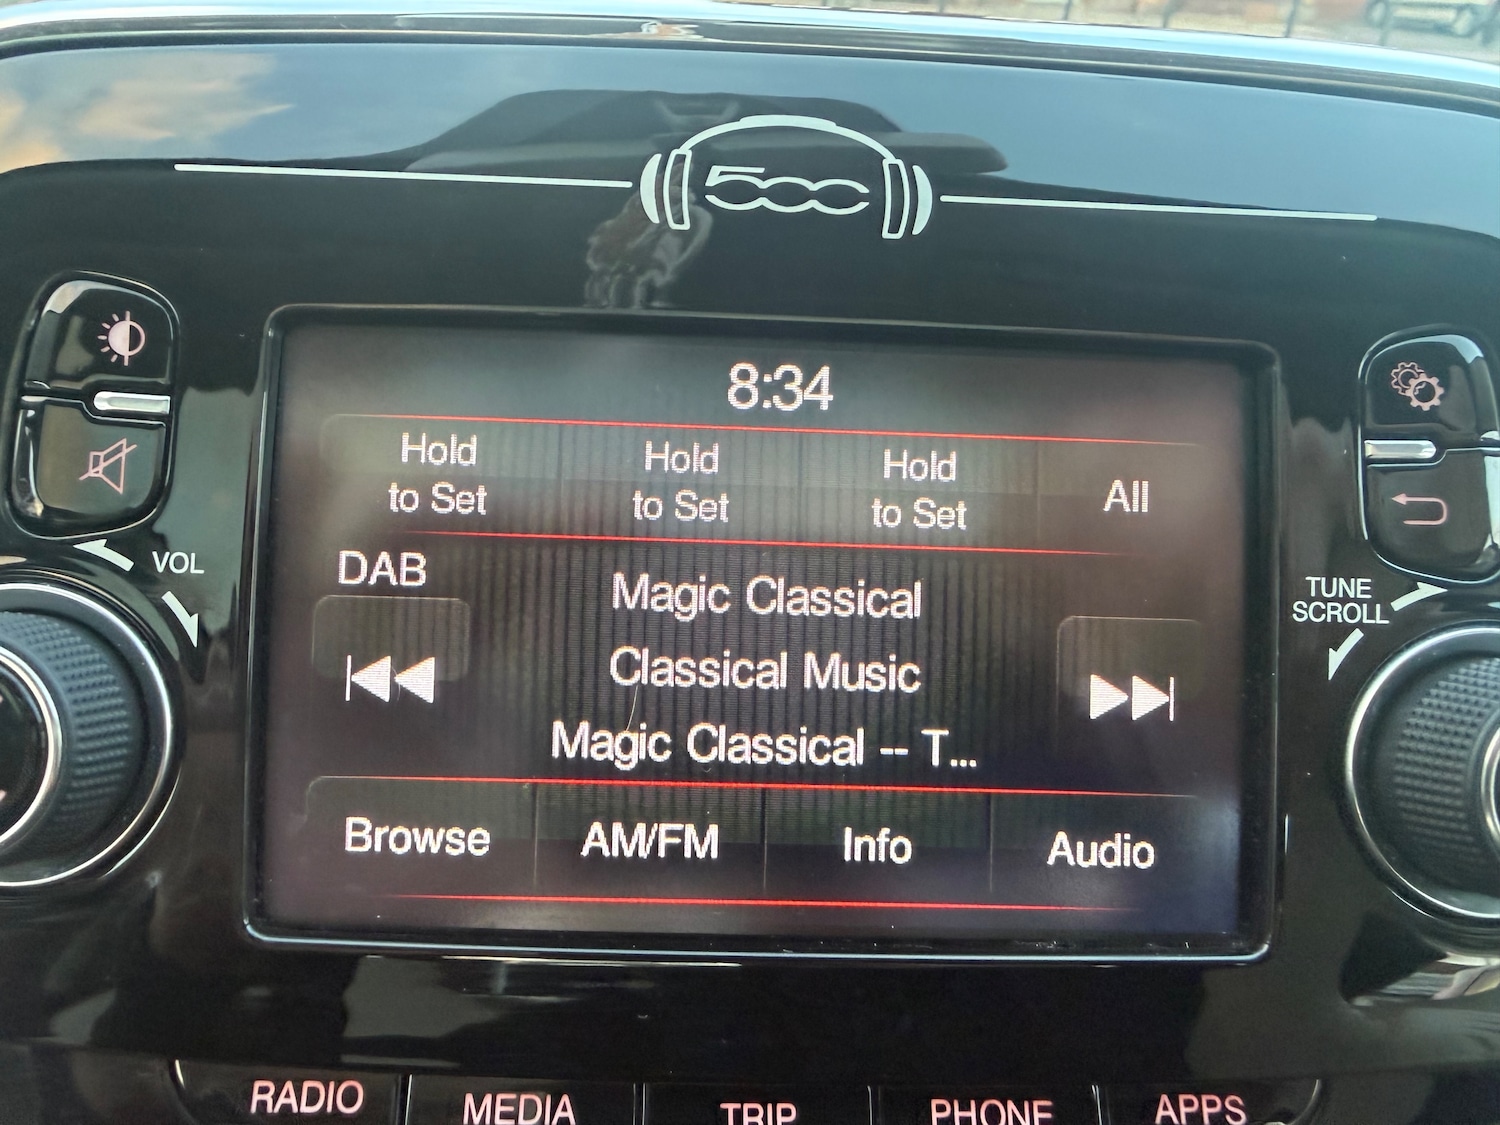 500
8:34
Hold to Set
Hold to Set
Hold to Set
All
DAB
Magic Classical
Classical Music
Magic Classical -- T...
Browse
AM/FM
Info
Audio
VOL
TUNE
SCROLL
RADIO
MEDIA
TRIP
PHONE
APPS